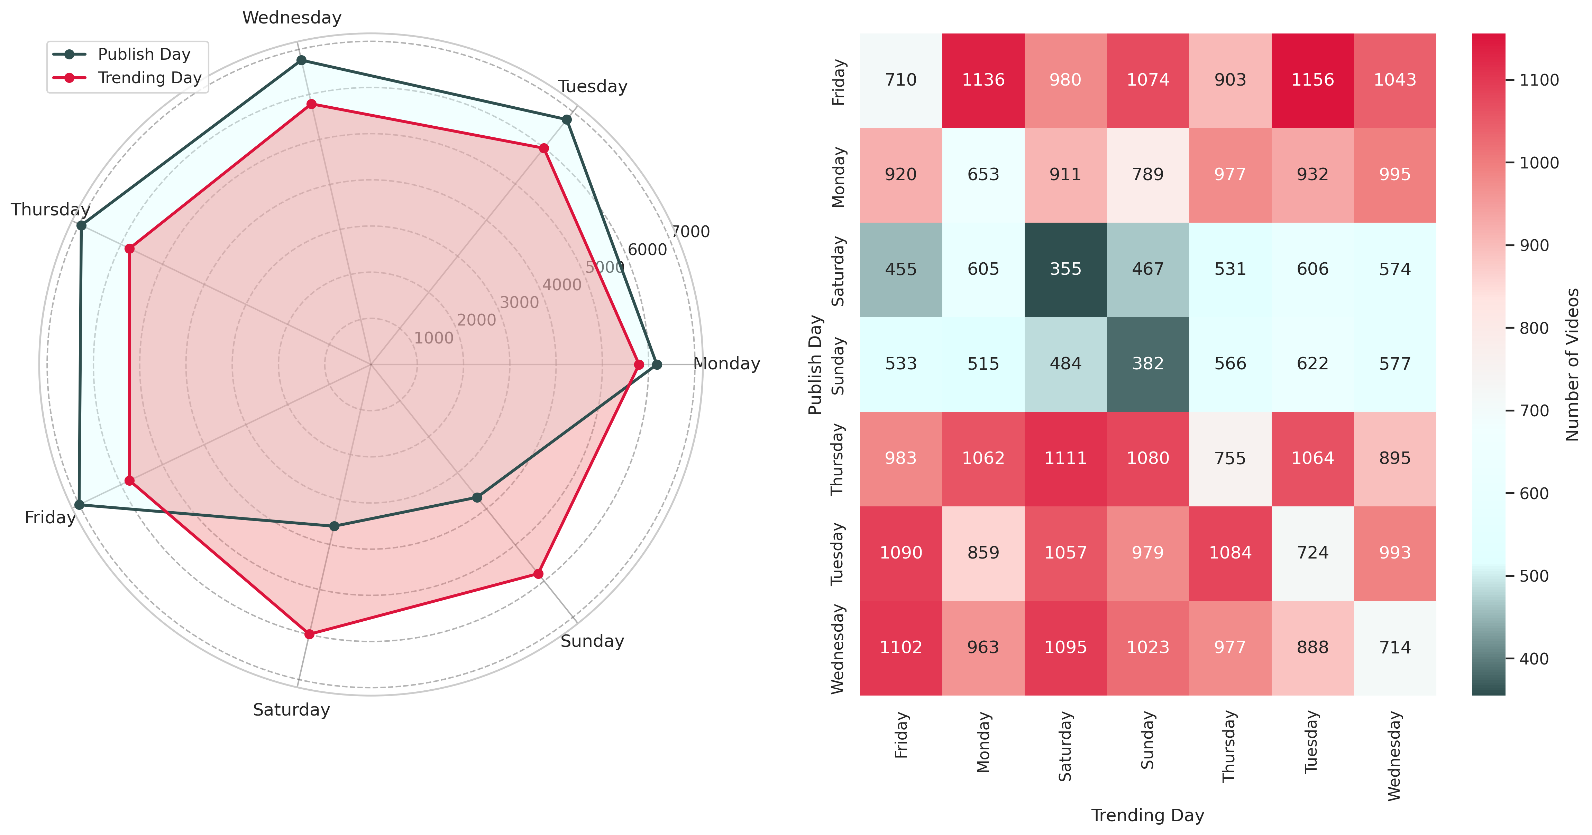 Publish Day
Trending Day
Wednesday
Tuesday
Thursday
Monday
Friday
Saturday
Sunday
1000
2000
3000
4000
5000
6000
7000
Publish Day
Friday 710 1136 980 1074 903 1156 1043
Monday 920 653 911 789 977 932 995
Saturday 455 605 355 467 531 606 574
Sunday 533 515 484 382 566 622 577
Thursday 983 1062 1111 1080 755 1064 895
Tuesday 1090 859 1057 979 1084 724 993
Wednesday 1102 963 1095 1023 977 888 714
Friday Monday Saturday Sunday Thursday Tuesday Wednesday
Trending Day
1100
1000
900
800
700
600
500
400
Number of Videos